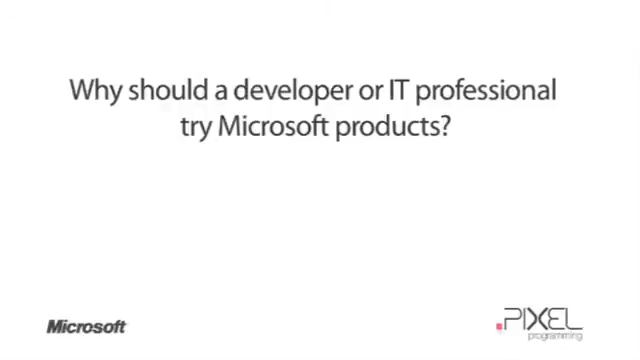 Why should a developer or IT professional
try Microsoft products?
Microsoft
.PIXEL
programming